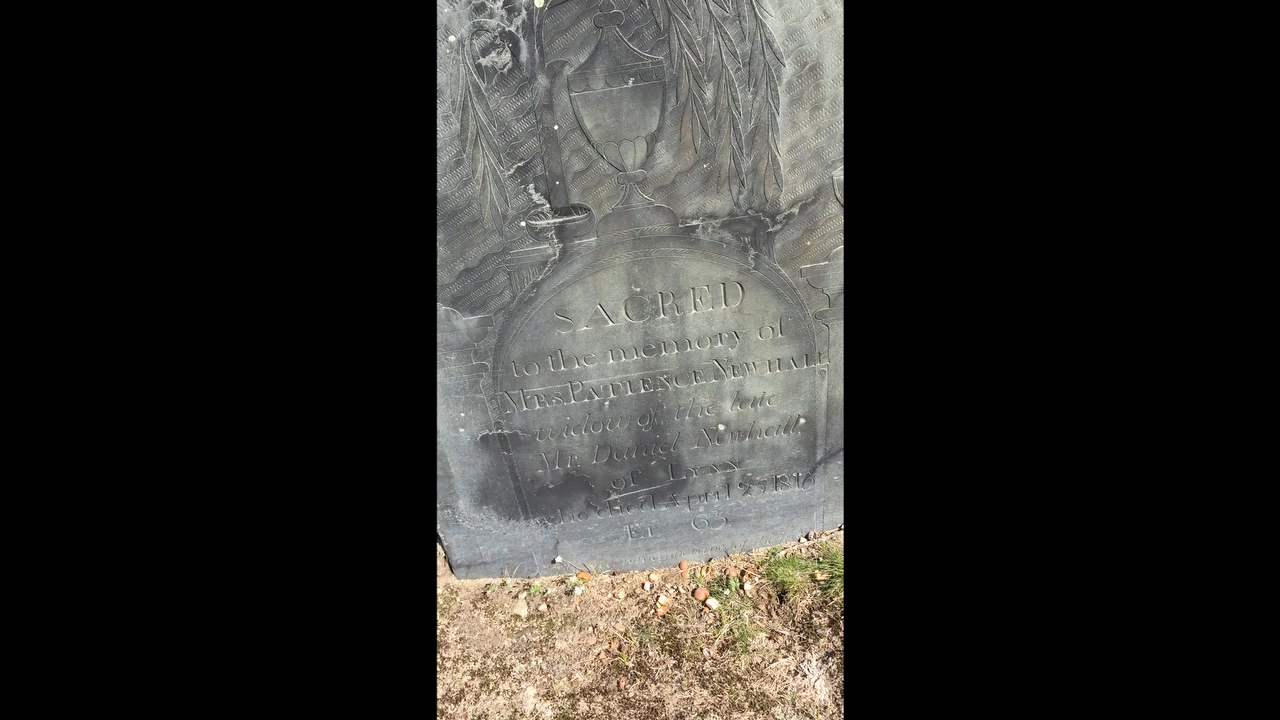 SACRED
to the memory of
MRS. PATIENCE NEWHALL
widow of the late
Mr. Daniel Newhall,
of LYNN
who died April 25, 1816
Æt 63